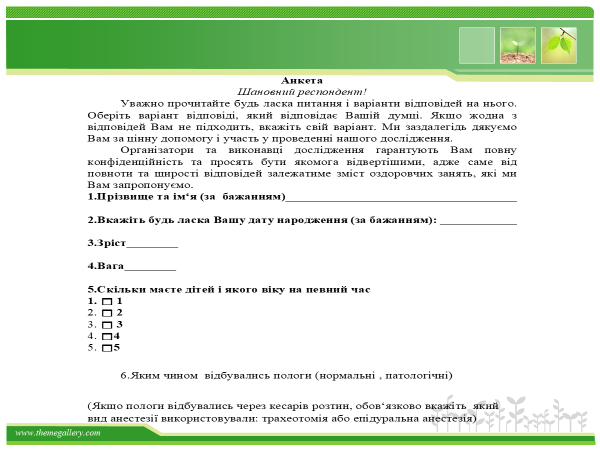 Анкета
Шановний респондент!
Уважно прочитайте будь ласка питання і варіанти відповідей на нього.
Оберіть варіант відповіді, який відповідає Вашій думці. Якщо жодна з
відповідей Вам не підходить, вкажіть свій варіант. Ми заздалегідь дякуємо
Вам за цінну допомогу і участь у проведенні нашого дослідження.
Організатори та виконавці дослідження гарантують Вам повну
конфіденційність та просять бути якомога відвертішими, адже саме від
повноти та щирості відповідей залежатиме зміст оздоровчих занять, які ми
Вам запропонуємо.
1.Прізвище та ім‘я (за бажанням)_____________________________________
2.Вкажіть будь ласка Вашу дату народження (за бажанням): ____________
3.Зріст________
4.Вага________
5.Скільки маєте дітей і якого віку на певний час
1. 1
2. 2
3. 3
4. 4
5. 5
6.Яким чином відбувались пологи (нормальні , патологічні)
(Якщо пологи відбувались через кесарів розтин, обов‘язково вкажіть який
вид анестезії використовували: трахеотомія або епідуральна анестезія)
www.themegallery.com